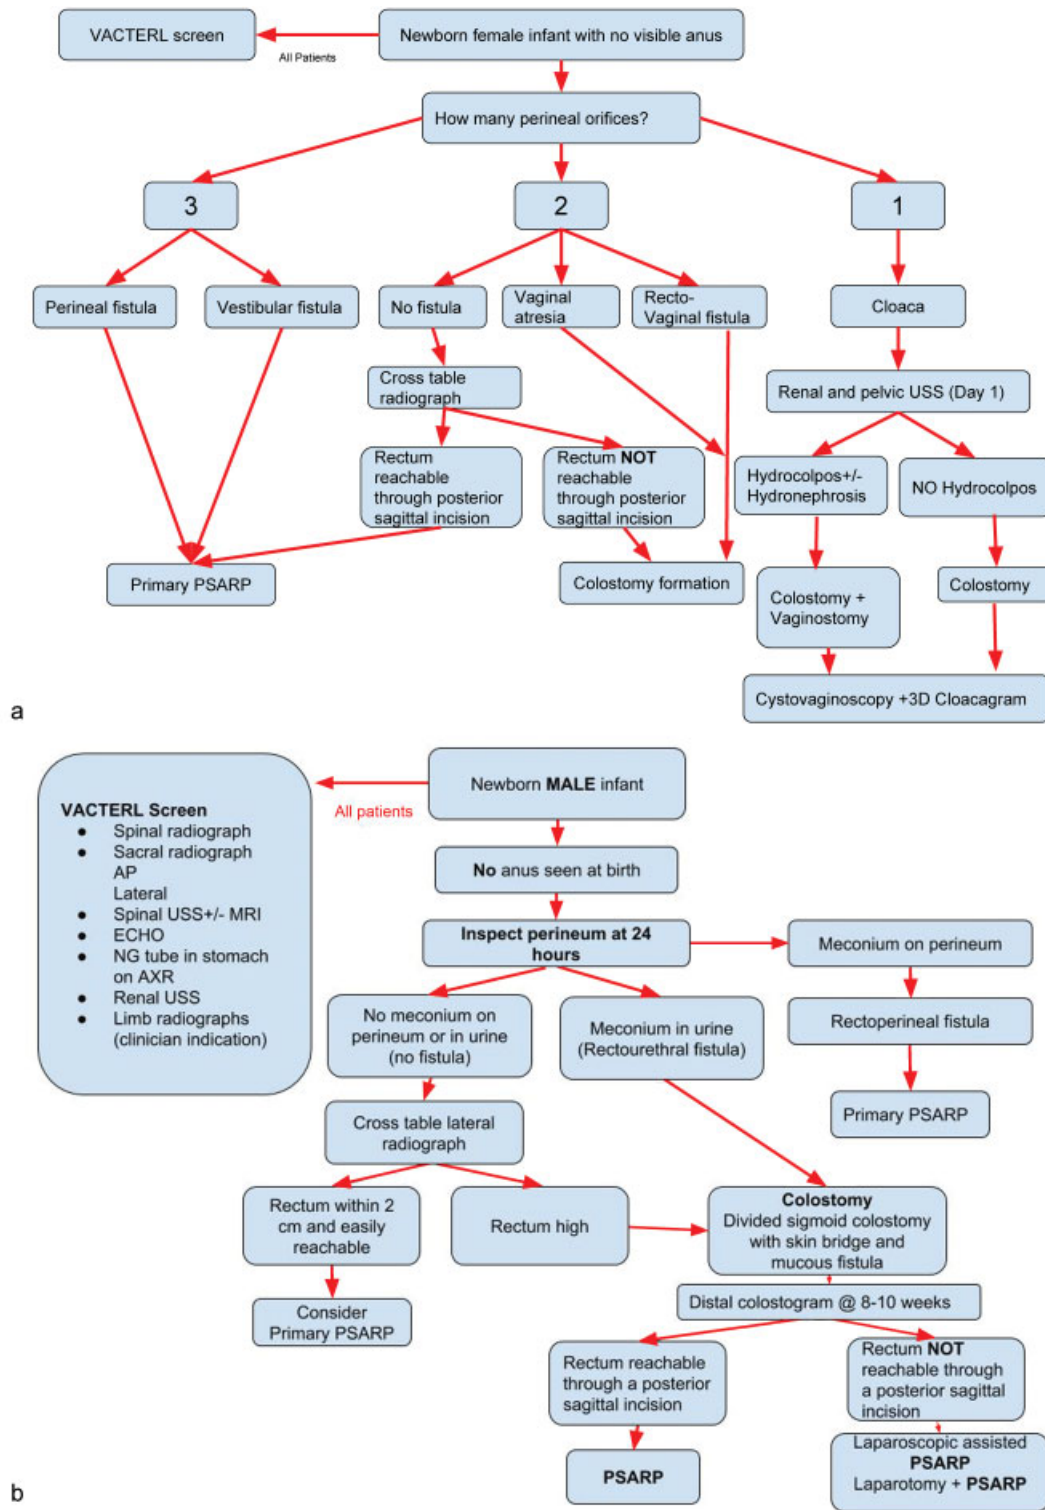 VACTERL screen
Newborn female infant with no visible anus
All Patients
How many perineal orifices?
3
2
1
Perineal fistula
Vestibular fistula
No fistula
Vaginal
atresia
Recto-
Vaginal fistula
Cloaca
Cross table
radiograph
Renal and pelvic USS (Day 1)
Rectum
reachable
through posterior
sagittal incision
Rectum NOT
reachable
through posterior
sagittal incision
Hydrocolpos+/-
Hydronephrosis
NO Hydrocolpos
Primary PSARP
Colostomy formation
Colostomy +
Vaginostomy
Colostomy
Cystovaginoscopy +3D Cloacagram
a
VACTERL Screen
● Spinal radiograph
● Sacral radiograph
AP
Lateral
● Spinal USS+/- MRI
● ECHO
● NG tube in stomach
on AXR
● Renal USS
● Limb radiographs
(clinician indication)
All patients
Newborn MALE infant
No anus seen at birth
Inspect perineum at 24
hours
Meconium on perineum
No meconium on
perineum or in urine
(no fistula)
Meconium in urine
(Rectourethral fistula)
Rectoperineal fistula
Cross table lateral
radiograph
Primary PSARP
Rectum within 2
cm and easily
reachable
Rectum high
Colostomy
Divided sigmoid colostomy
with skin bridge and
mucous fistula
Consider
Primary PSARP
Distal colostogram @ 8-10 weeks
Rectum reachable
through a posterior
sagittal incision
Rectum NOT
reachable through
a posterior sagittal
incision
PSARP
Laparoscopic assisted
PSARP
Laparotomy + PSARP
b